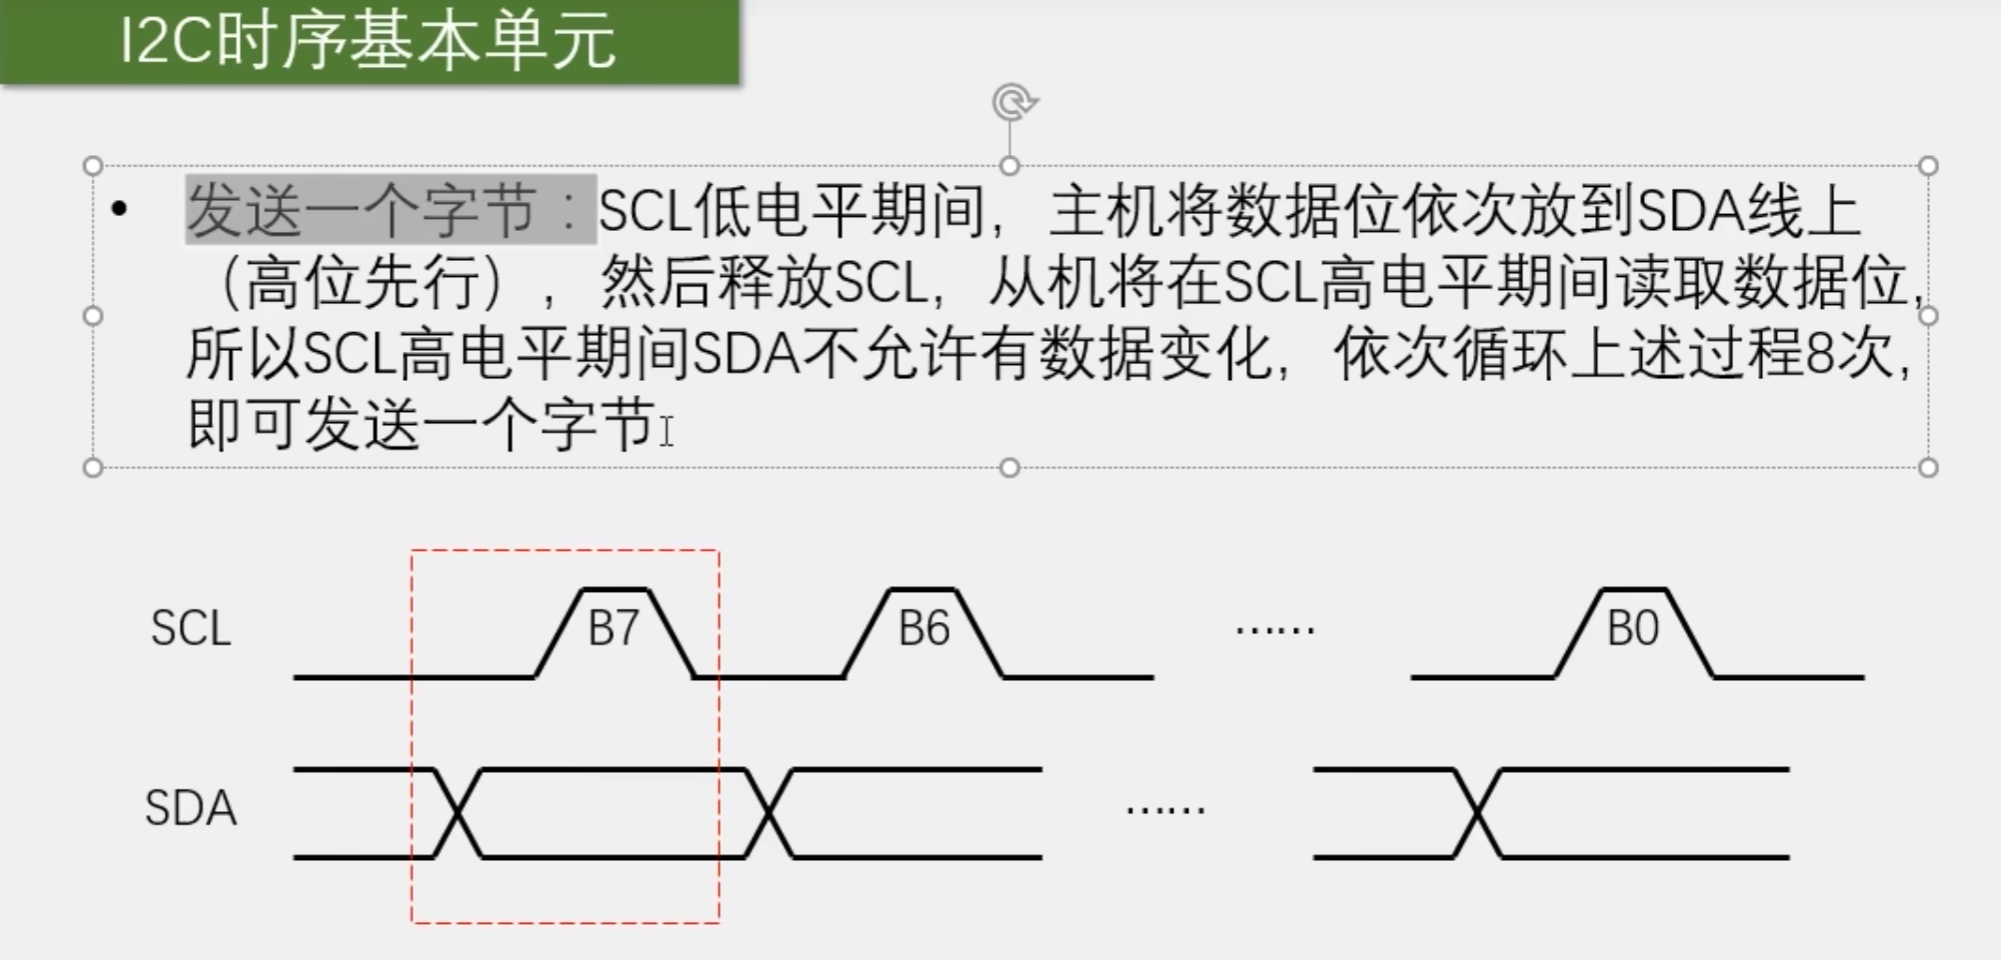 I2C时序基本单元
• 发送一个字节：SCL低电平期间，主机将数据位依次放到SDA线上
（高位先行），然后释放SCL，从机将在SCL高电平期间读取数据位，
所以SCL高电平期间SDA不允许有数据变化，依次循环上述过程8次，
即可发送一个字节
SCL B7 B6 …… B0
SDA ……